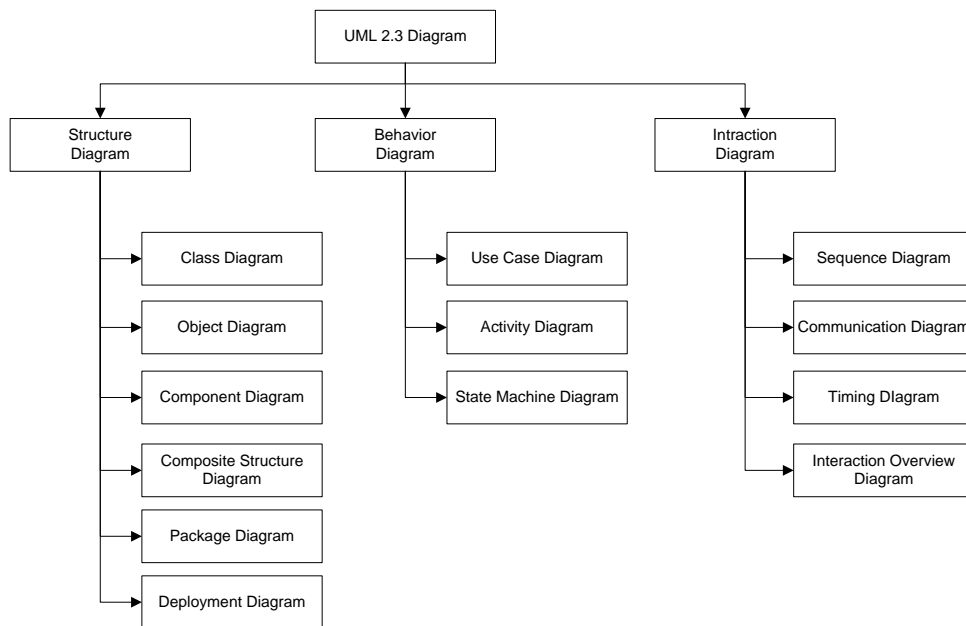 UML 2.3 Diagram
Structure
Diagram
Behavior
Diagram
Intraction
Diagram
Class Diagram
Use Case Diagram
Sequence Diagram
Object Diagram
Activity Diagram
Communication Diagram
Component Diagram
State Machine Diagram
Timing DIagram
Composite Structure
Diagram
Interaction Overview
Diagram
Package Diagram
Deployment Diagram